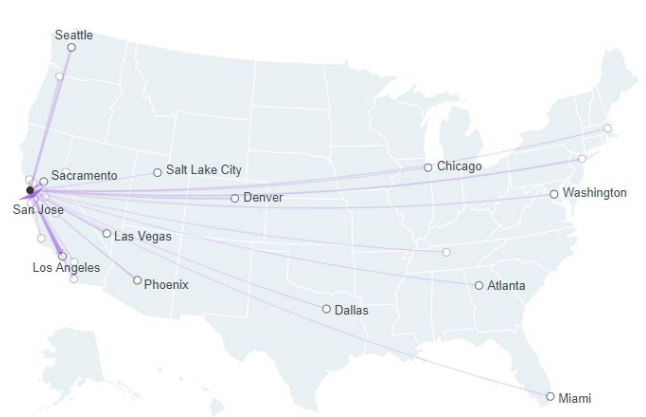 Seattle
Chicago
Salt Lake City
Sacramento
Denver
Washington
San Jose
Las Vegas
Los Angeles
Phoenix
Atlanta
Dallas
Miami